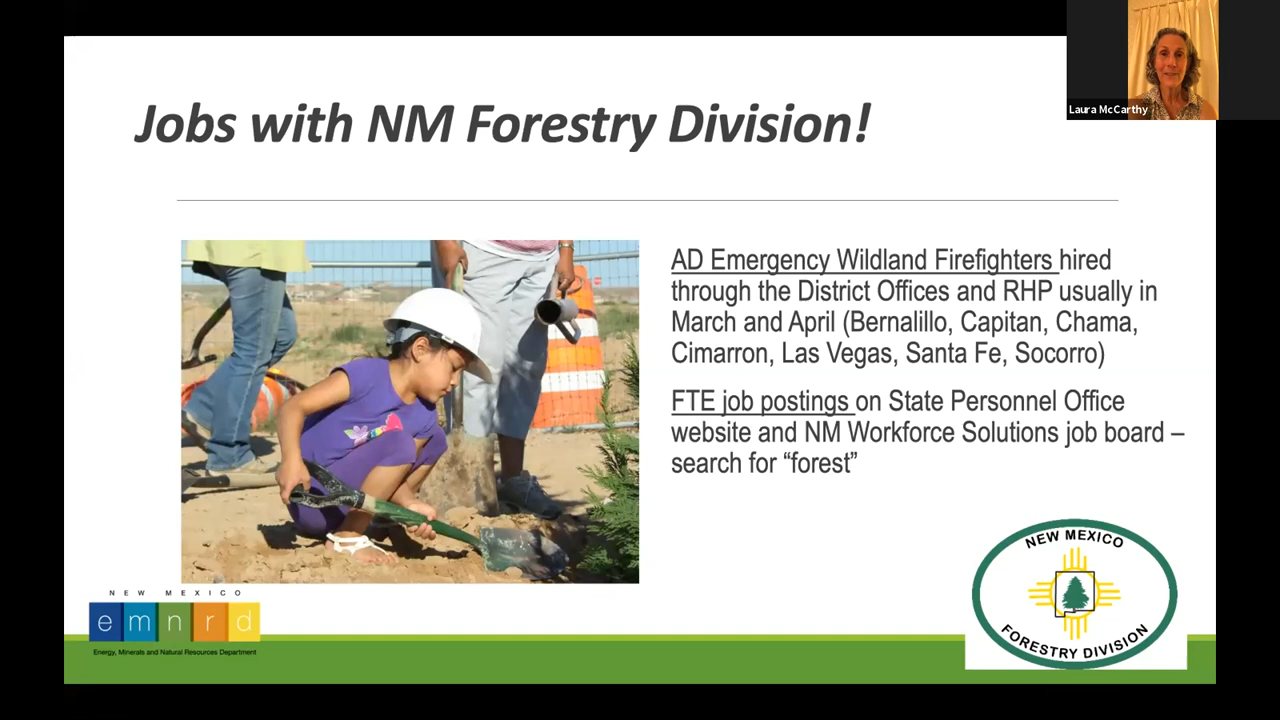 Laura McCarthy
Jobs with NM Forestry Division!
AD Emergency Wildland Firefighters hired
through the District Offices and RHP usually in
March and April (Bernalillo, Capitan, Chama,
Cimarron, Las Vegas, Santa Fe, Socorro)
FTE job postings on State Personnel Office
website and NM Workforce Solutions job board –
search for “forest”
NEW MEXICO
emnrd
Energy, Minerals and Natural Resources Department
NEW MEXICO
FORESTRY DIVISION